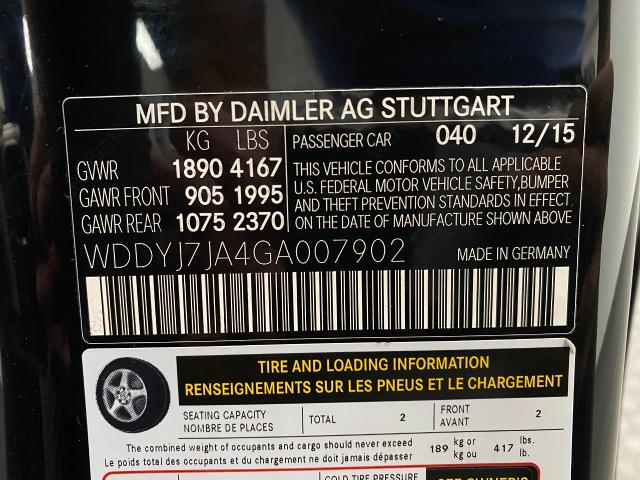 MFD BY DAIMLER AG STUTTGART
KG LBS
GVWR 1890 4167
GAWR FRONT 905 1995
GAWR REAR 1075 2370
PASSENGER CAR 040 12/15
THIS VEHICLE CONFORMS TO ALL APPLICABLE
U.S. FEDERAL MOTOR VEHICLE SAFETY,BUMPER
AND THEFT PREVENTION STANDARDS IN EFFECT
ON THE DATE OF MANUFACTURE SHOWN ABOVE
WDDYJ7JA4GA007902 MADE IN GERMANY
TIRE AND LOADING INFORMATION
RENSEIGNEMENTS SUR LES PNEUS ET LE CHARGEMENT
SEATING CAPACITY
NOMBRE DE PLACES
TOTAL 2
FRONT
AVANT
2
The combined weight of occupants and cargo should never exceed
Le poids total des occupants et du chargement ne doit jamais dépasser
189 kg or
kg ou
417 lbs.
lb.
COLD TIRE PRESSURE
SEE OWNER'S